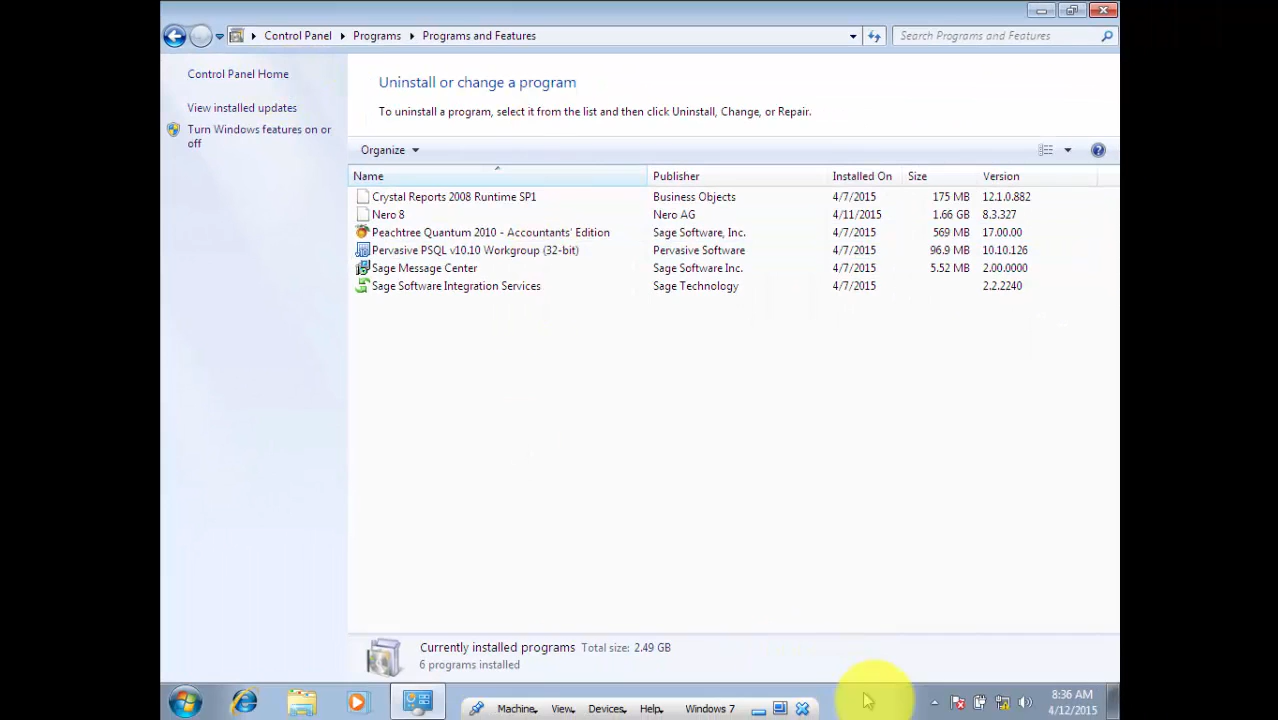 Control Panel Programs Programs and Features Search Programs and Features
Control Panel Home
View installed updates
Turn Windows features on or
off
Uninstall or change a program
To uninstall a program, select it from the list and then click Uninstall, Change, or Repair.
Organize
Name Publisher Installed On Size Version
Crystal Reports 2008 Runtime SP1 Business Objects 4/7/2015 175 MB 12.1.0.882
Nero 8 Nero AG 4/11/2015 1.66 GB 8.3.327
Peachtree Quantum 2010 - Accountants' Edition Sage Software, Inc. 4/7/2015 569 MB 17.00.00
Pervasive PSQL v10.10 Workgroup (32-bit) Pervasive Software 4/7/2015 96.9 MB 10.10.126
Sage Message Center Sage Software Inc. 4/7/2015 5.52 MB 2.00.0000
Sage Software Integration Services Sage Technology 4/7/2015 2.2.2240
Currently installed programs Total size: 2.49 GB
6 programs installed
Machine View Devices Help Windows 7
8:36 AM
4/12/2015